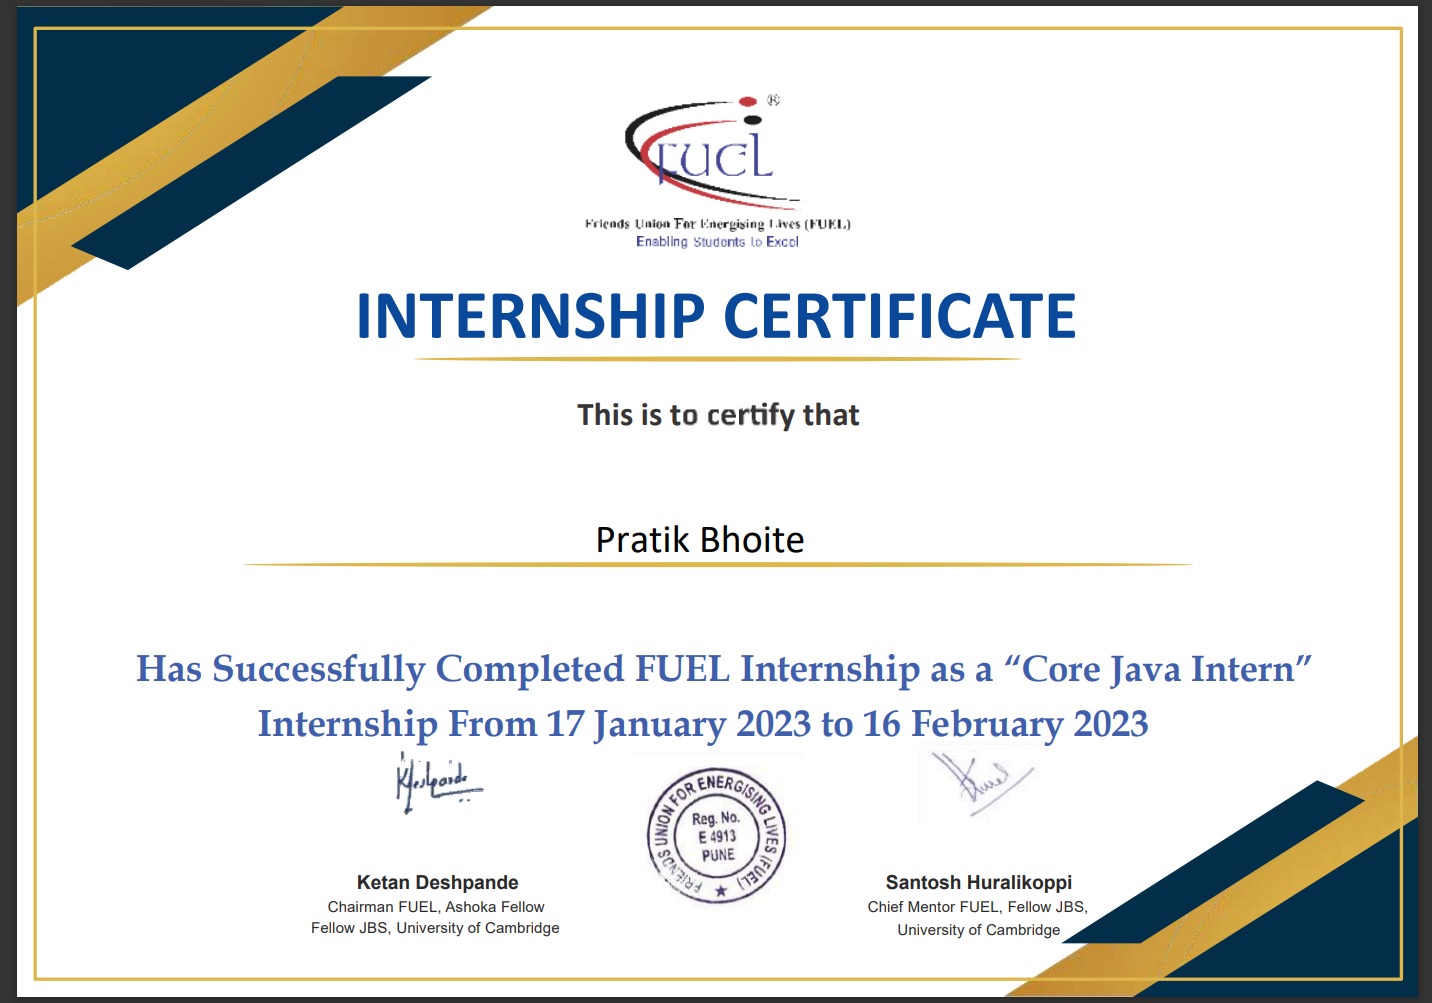 FUEL ®
Friends Union For Energising Lives (FUEL)
Enabling Students to Excel
INTERNSHIP CERTIFICATE
This is to certify that
Pratik Bhoite
Has Successfully Completed FUEL Internship as a “Core Java Intern”
Internship From 17 January 2023 to 16 February 2023
KDeshpande
FRIENDS UNION FOR ENERGISING LIVES (FUEL) ★
Reg. No.
E 4913
PUNE
Ketan Deshpande
Chairman FUEL, Ashoka Fellow
Fellow JBS, University of Cambridge
Santosh Huralikoppi
Chief Mentor FUEL, Fellow JBS,
University of Cambridge